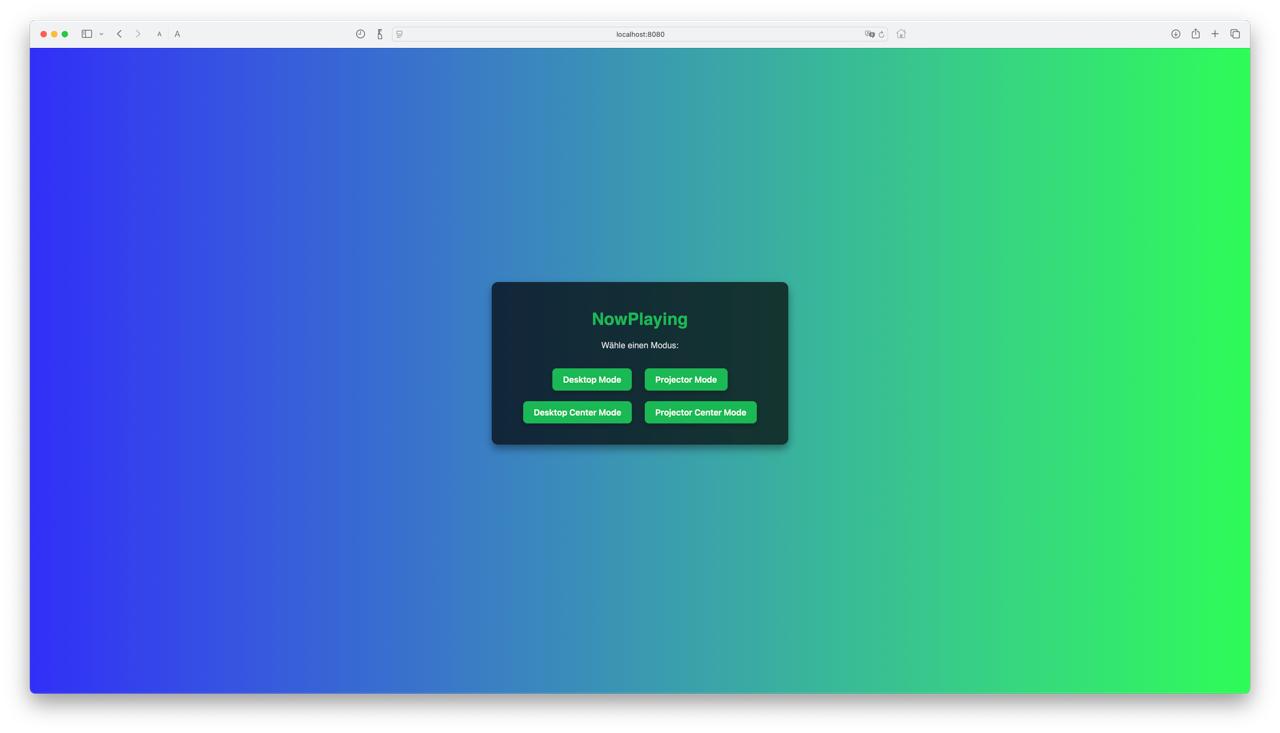 A A localhost:8080
NowPlaying
Wähle einen Modus:
Desktop Mode Projector Mode
Desktop Center Mode Projector Center Mode